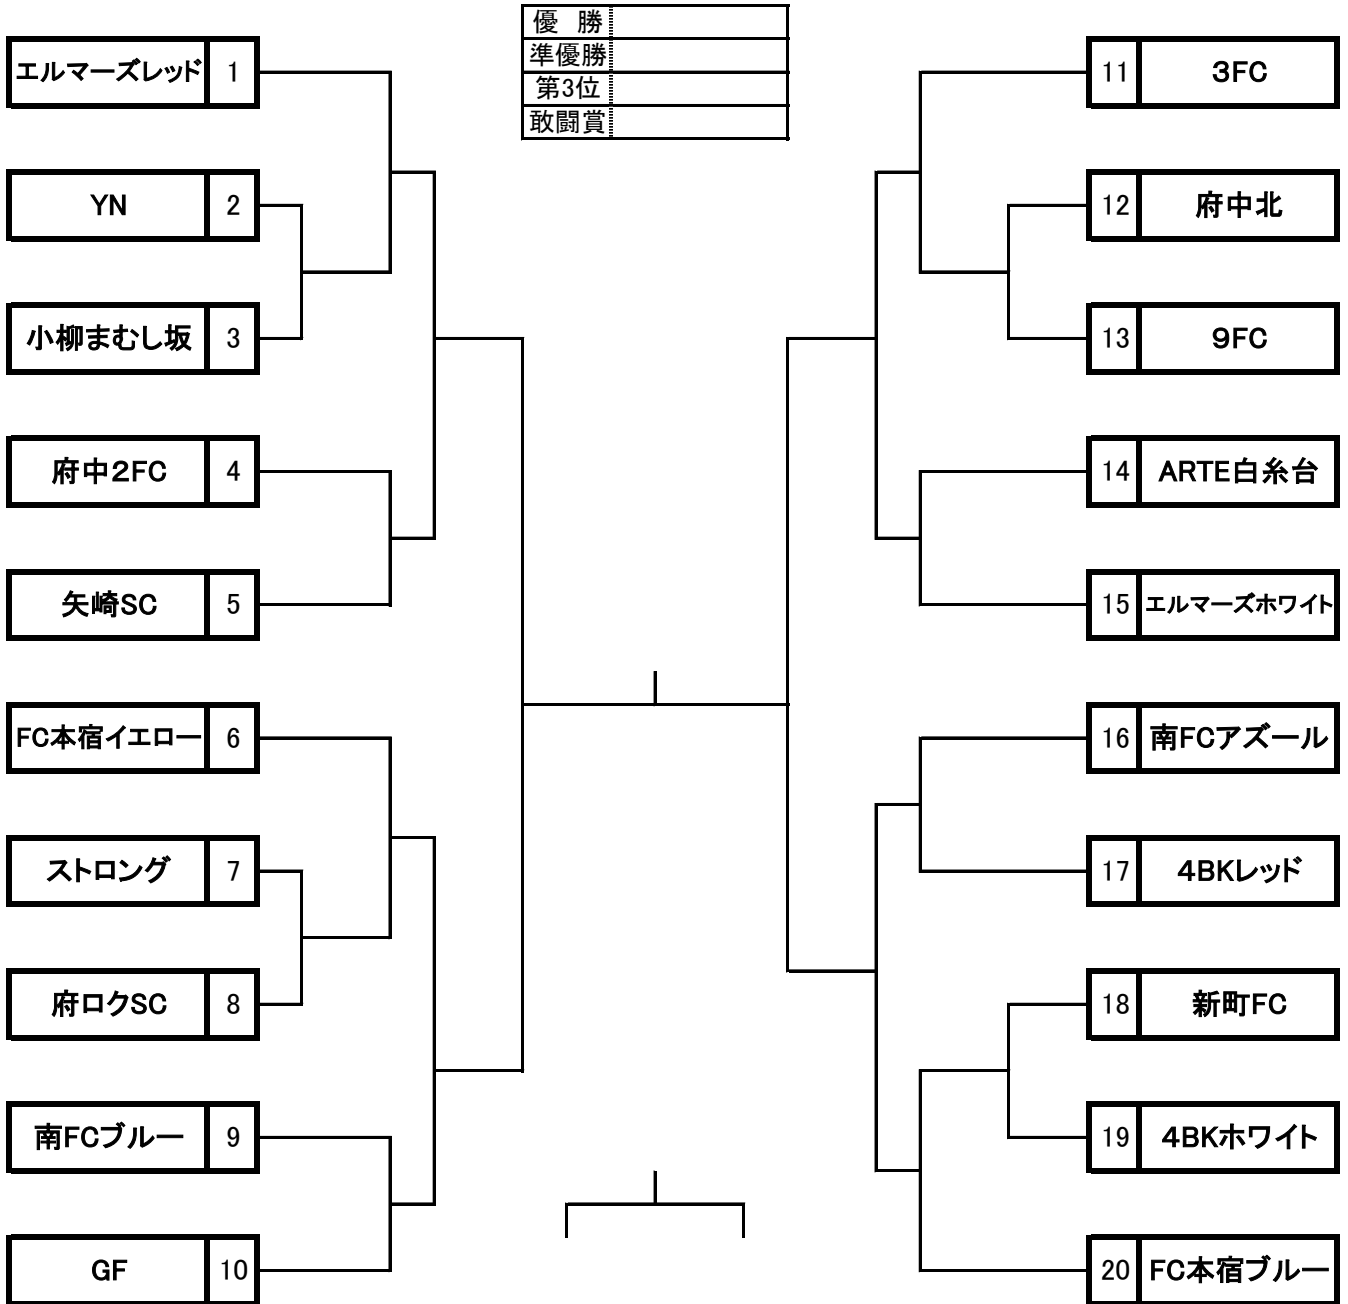 優　勝
準優勝
第3位
敢闘賞
エルマーズレッド 1
YN 2
小柳まむし坂 3
府中２FC 4
矢崎SC 5
FC本宿イエロー 6
ストロング 7
府ロクSC 8
南FCブルー 9
GF 10
11 ３FC
12 府中北
13 ９FC
14 ARTE白糸台
15 エルマーズホワイト
16 南FCアズール
17 ４BKレッド
18 新町FC
19 ４BKホワイト
20 FC本宿ブルー